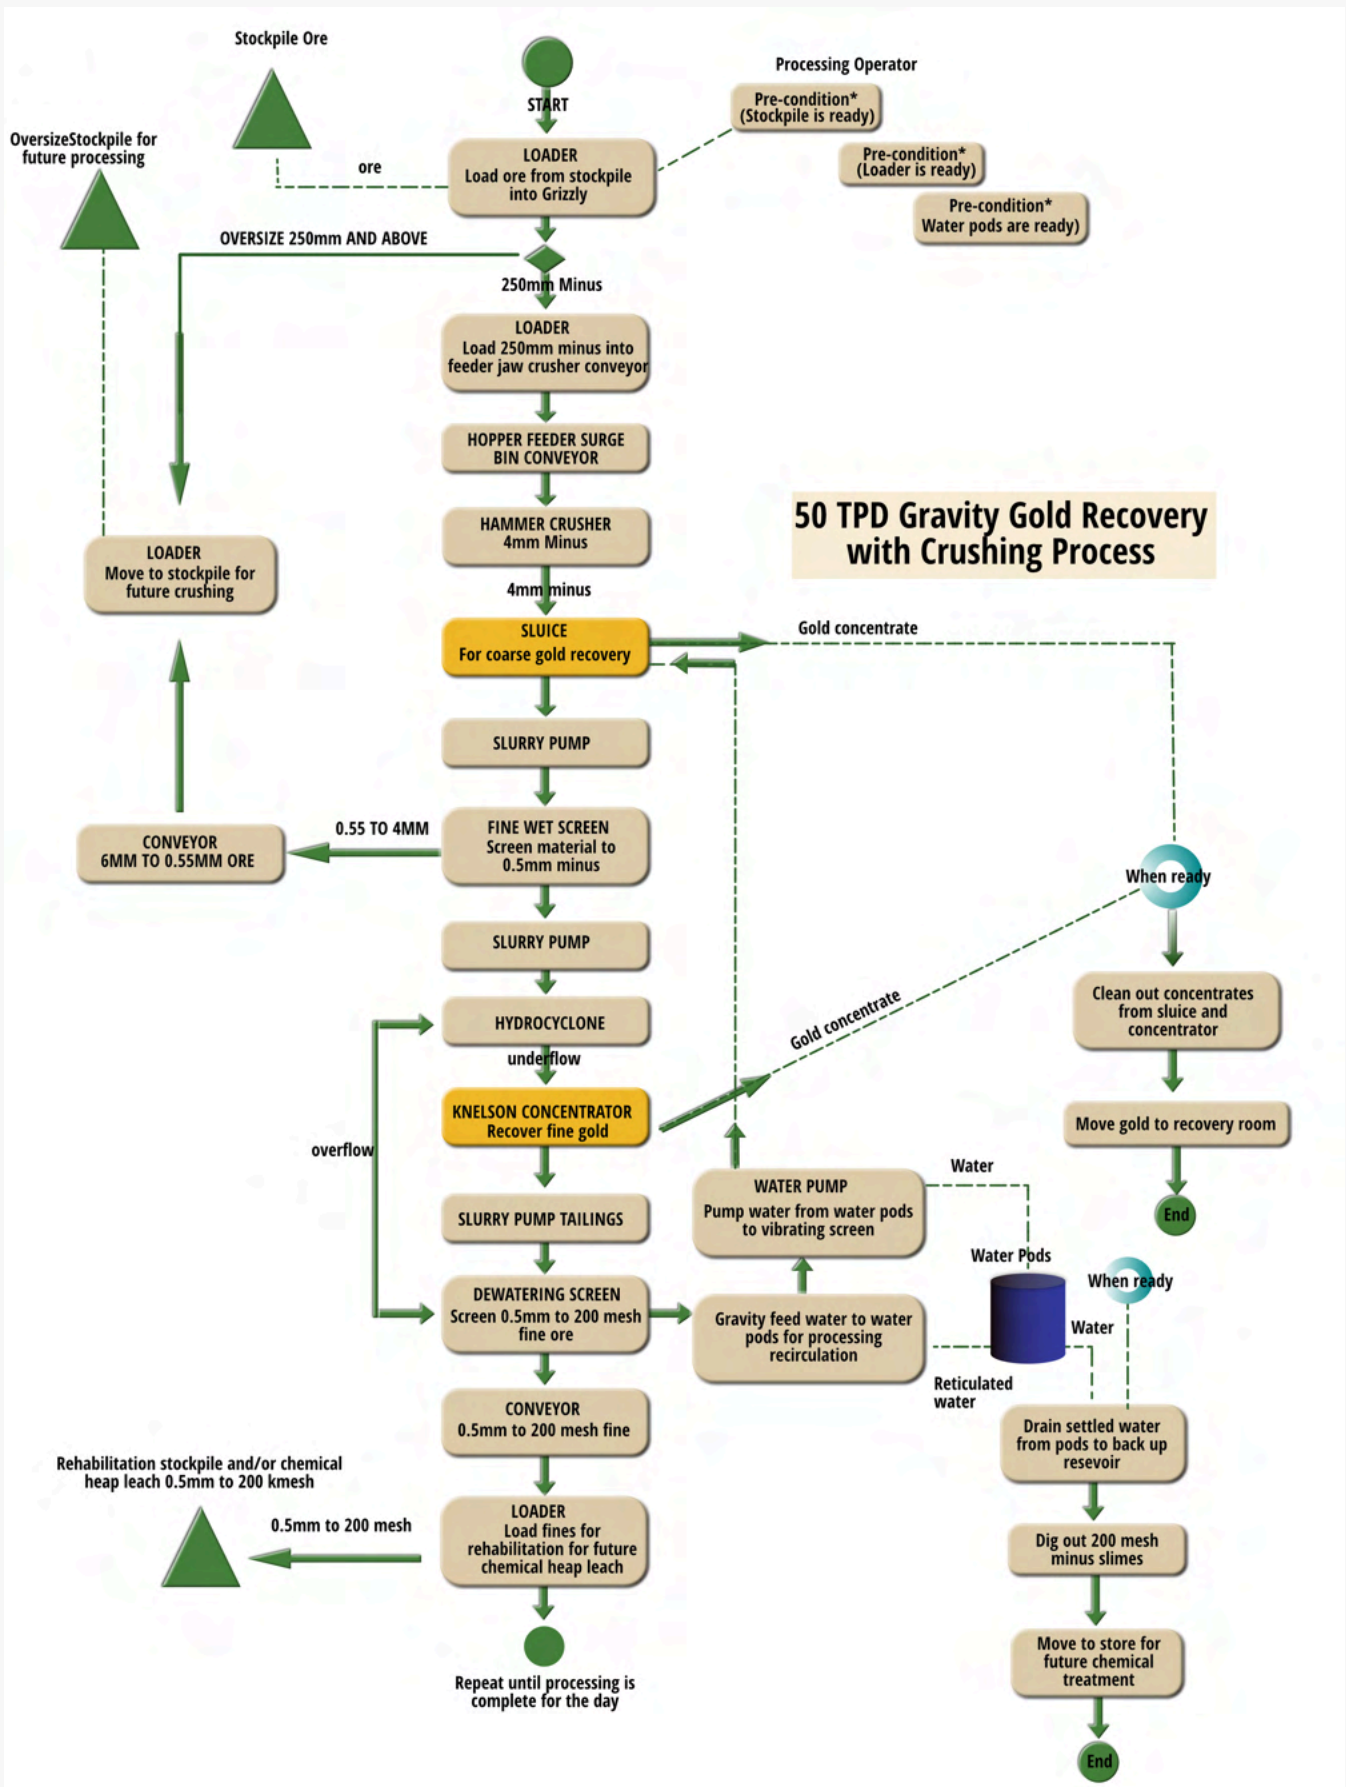 Stockpile Ore
START
Processing Operator
Pre-condition*
(Stockpile is ready)
OversizeStockpile for
future processing
ore
LOADER
Load ore from stockpile
into Grizzly
Pre-condition*
(Loader is ready)
Pre-condition*
Water pods are ready)
OVERSIZE 250mm AND ABOVE
250mm Minus
LOADER
Load 250mm minus into
feeder jaw crusher conveyor
HOPPER FEEDER SURGE
BIN CONVEYOR
HAMMER CRUSHER
4mm Minus
50 TPD Gravity Gold Recovery
with Crushing Process
LOADER
Move to stockpile for
future crushing
4mm minus
SLUICE
For coarse gold recovery
Gold concentrate
SLURRY PUMP
0.55 TO 4MM
FINE WET SCREEN
Screen material to
0.5mm minus
CONVEYOR
6MM TO 0.55MM ORE
When ready
SLURRY PUMP
Clean out concentrates
from sluice and
concentrator
HYDROCYCLONE
Gold concentrate
underflow
KNELSON CONCENTRATOR
Recover fine gold
Move gold to recovery room
overflow
WATER PUMP
Pump water from water pods
to vibrating screen
Water
SLURRY PUMP TAILINGS
End
Water Pods
When ready
DEWATERING SCREEN
Screen 0.5mm to 200 mesh
fine ore
Gravity feed water to water
pods for processing
recirculation
Water
Reticulated
water
CONVEYOR
0.5mm to 200 mesh fine
Drain settled water
from pods to back up
resevoir
Rehabilitation stockpile and/or chemical
heap leach 0.5mm to 200 kmesh
0.5mm to 200 mesh
LOADER
Load fines for
rehabilitation for future
chemical heap leach
Dig out 200 mesh
minus slimes
Move to store for
future chemical
treatment
Repeat until processing is
complete for the day
End